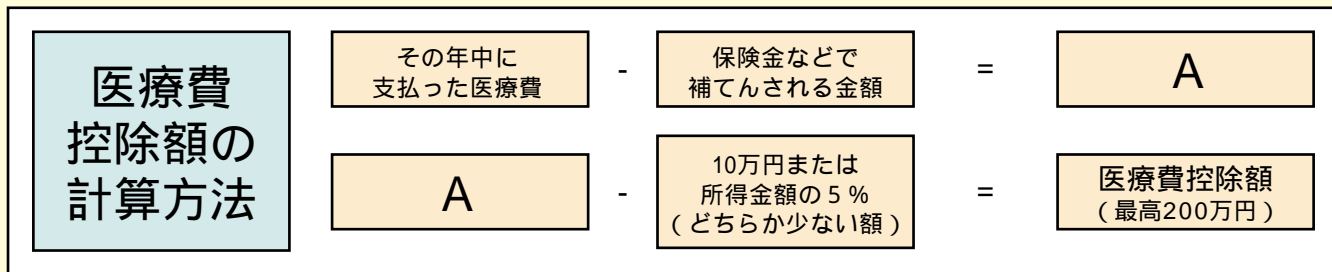 医療費
控除額の
計算方法
その年中に
支払った医療費
-
保険金などで
補てんされる金額
=
A
A
-
10万円または
所得金額の5%
(どちらか少ない額)
=
医療費控除額
(最高200万円)